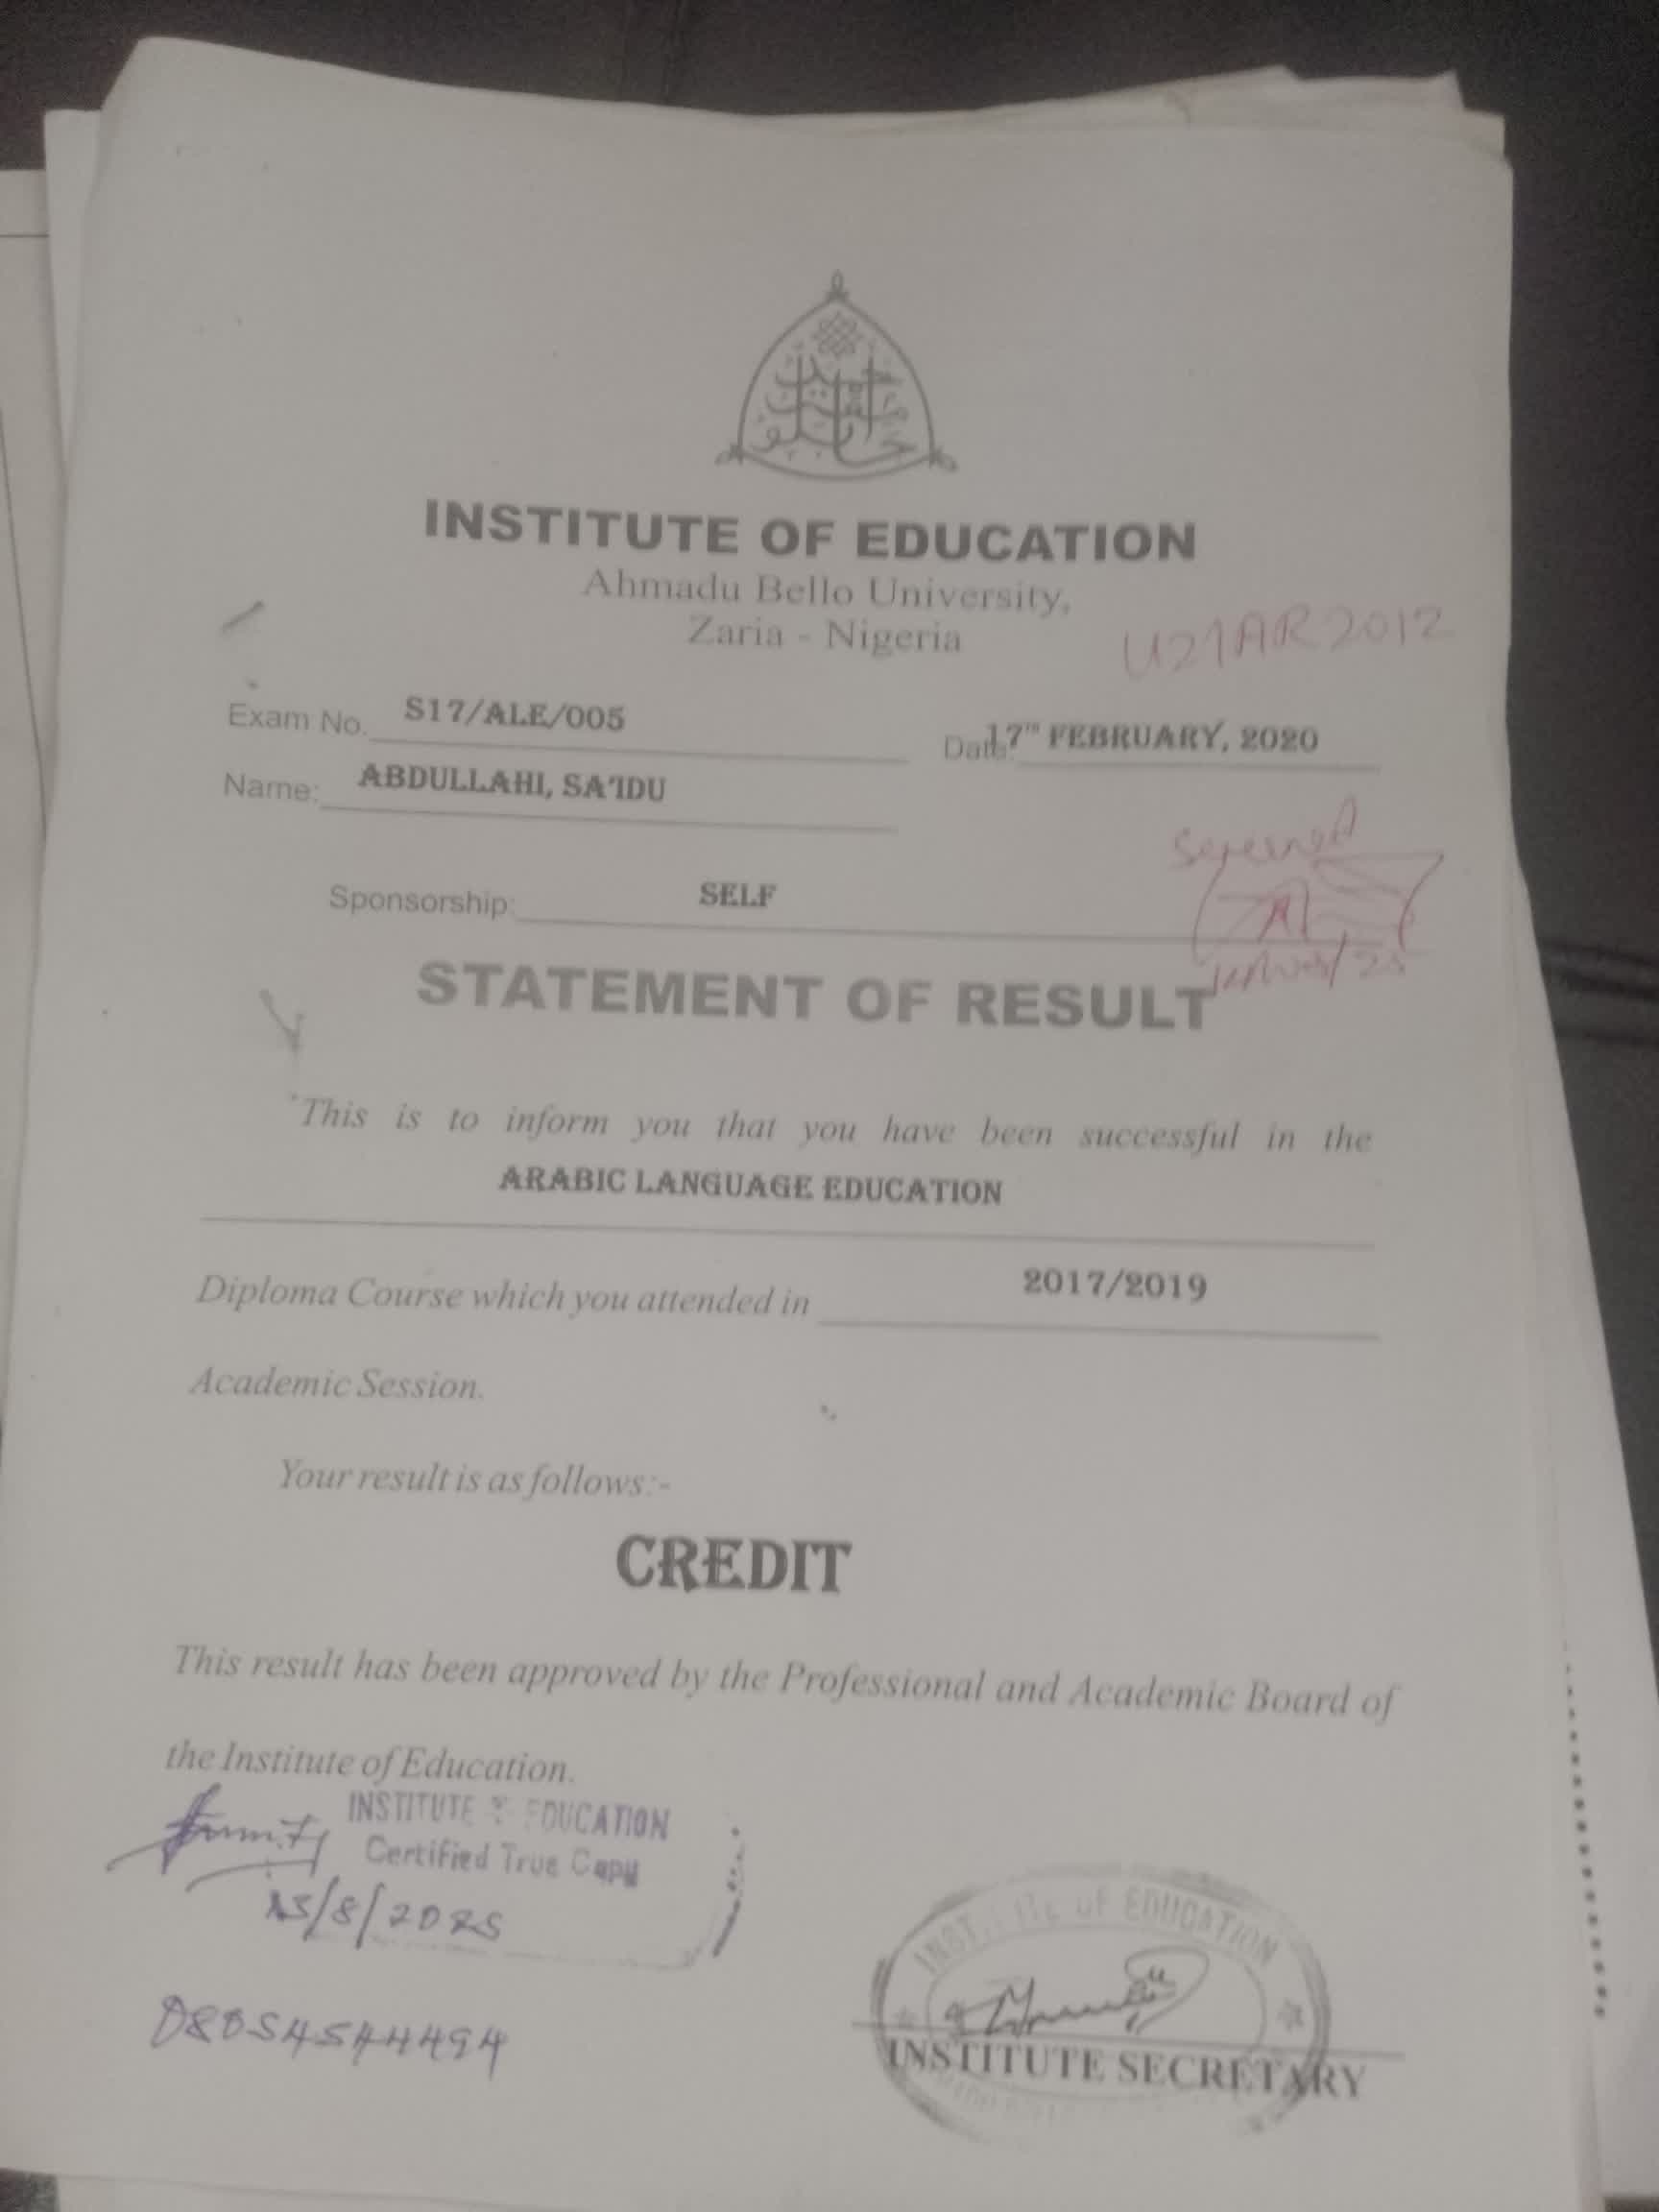 INSTITUTE OF EDUCATION
Ahmadu Bello University,
Zaria - Nigeria
U21AR2012
Exam No. S17/ALE/005
Date: 17TH FEBRUARY, 2020
Name: ABDULLAHI, SA'IDU
Sponsorship: SELF
STATEMENT OF RESULT
This is to inform you that you have been successful in the
ARABIC LANGUAGE EDUCATION
Diploma Course which you attended in 2017/2019
Academic Session.
Your result is as follows:-
CREDIT
This result has been approved by the Professional and Academic Board of
the Institute of Education.
INSTITUTE EDUCATION
Certified True Copy
/8/2025
INSTITUTE SECRETARY